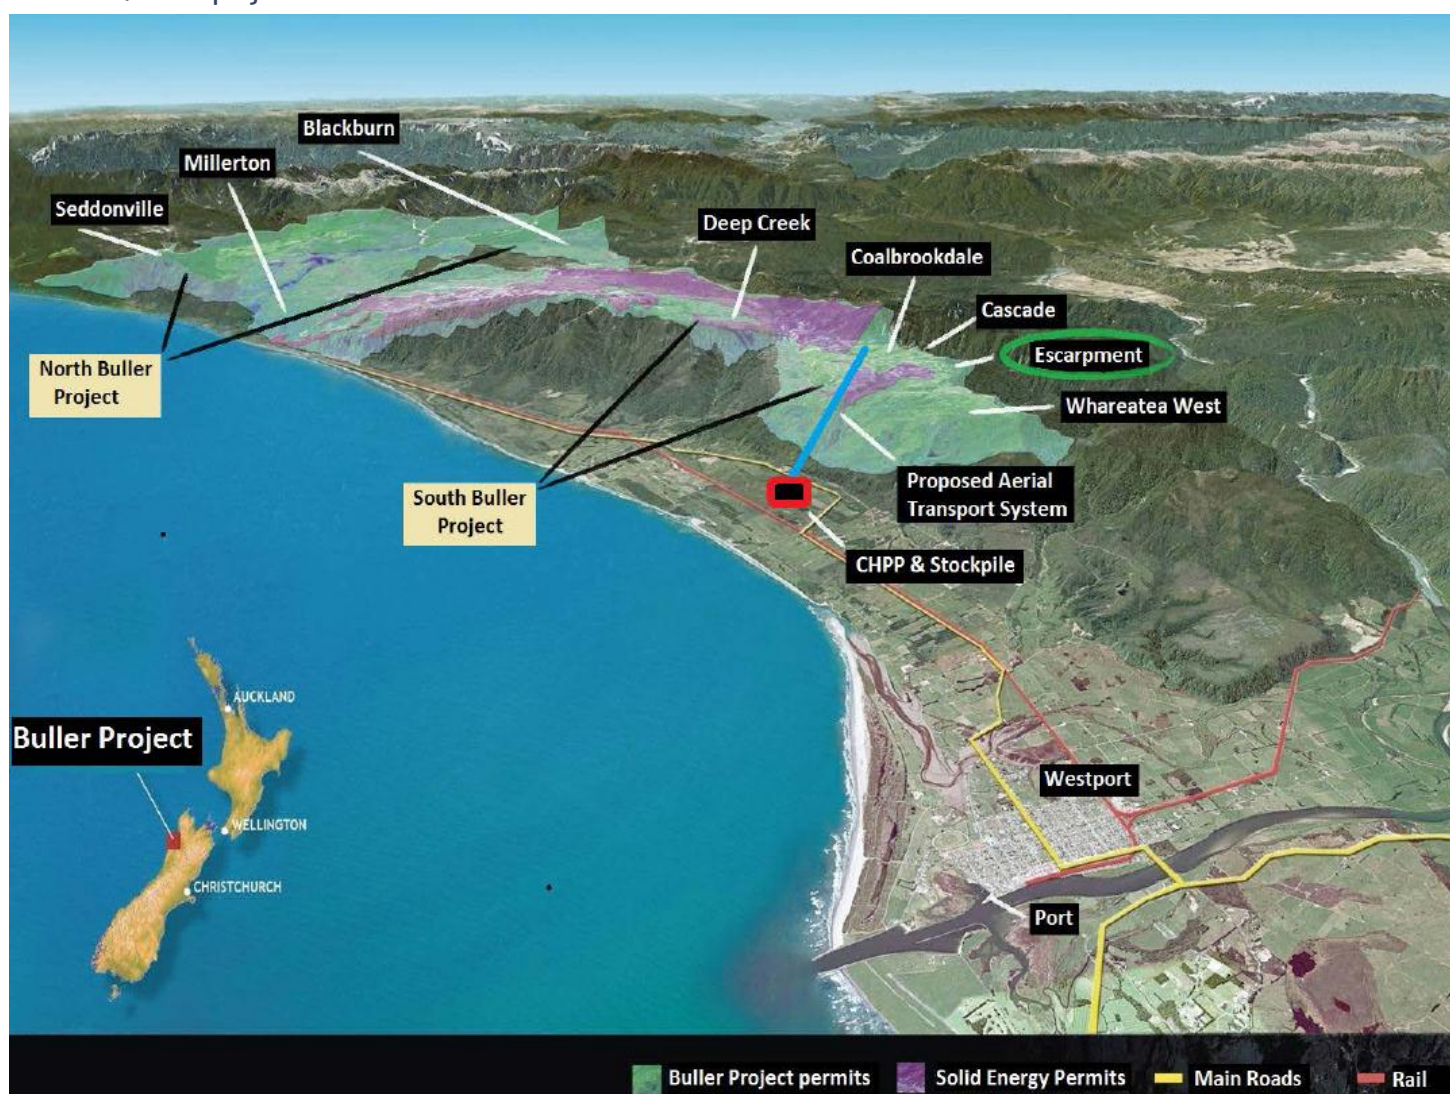 Blackburn
Millerton
Seddonville
Deep Creek
Coalbrookdale
Cascade
Escarpment
North Buller
Project
Whareatea West
South Buller
Project
Proposed Aerial
Transport System
CHPP & Stockpile
AUCKLAND
Buller Project
Westport
WELLINGTON
CHRISTCHURCH
Port
Buller Project permits
Solid Energy Permits
Main Roads
Rail